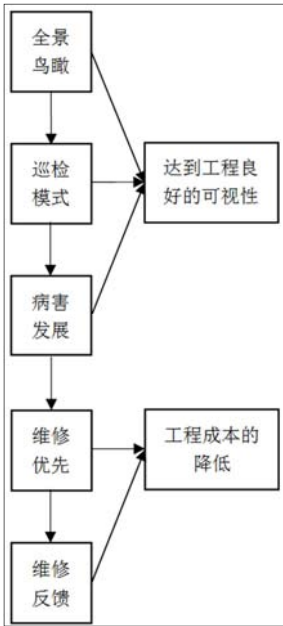 全景
鸟瞰
巡检
模式
达到工程良
好的可视性
病害
发展
维修
优先
工程成本的
降低
维修
反馈